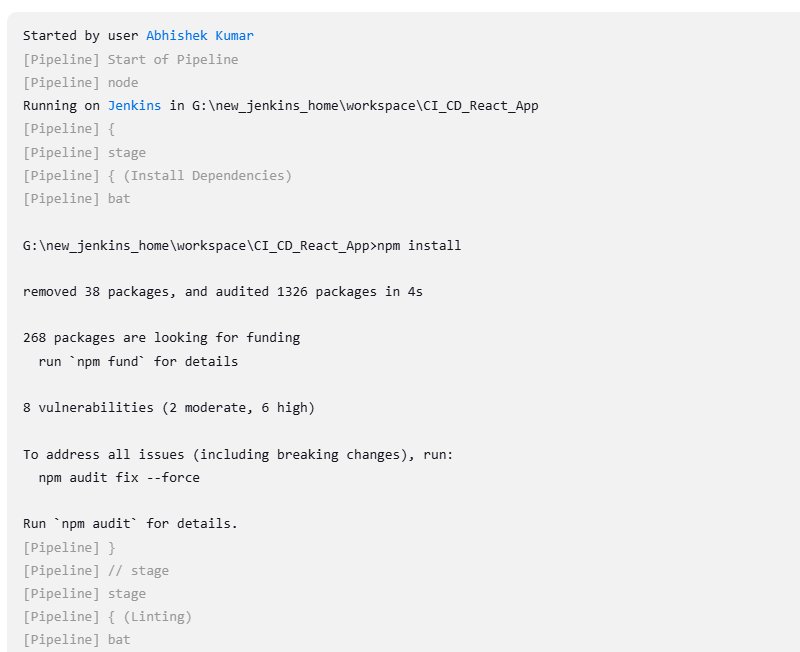 Started by user Abhishek Kumar
[Pipeline] Start of Pipeline
[Pipeline] node
Running on Jenkins in G:\new_jenkins_home\workspace\CI_CD_React_App
[Pipeline] {
[Pipeline] stage
[Pipeline] { (Install Dependencies)
[Pipeline] bat
G:\new_jenkins_home\workspace\CI_CD_React_App>npm install
removed 38 packages, and audited 1326 packages in 4s
268 packages are looking for funding
run `npm fund` for details
8 vulnerabilities (2 moderate, 6 high)
To address all issues (including breaking changes), run:
npm audit fix --force
Run `npm audit` for details.
[Pipeline] }
[Pipeline] // stage
[Pipeline] stage
[Pipeline] { (Linting)
[Pipeline] bat